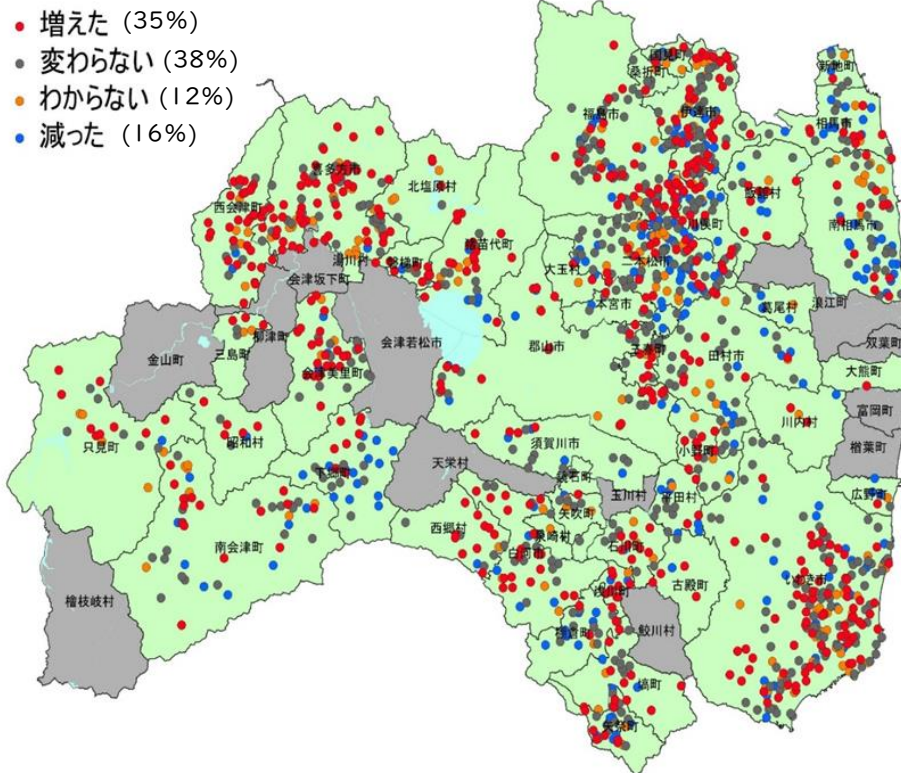 増えた (35%)
変わらない (38%)
わからない (12%)
減った (16%)
国見町
桑折町
新地町
福島市
伊達市
相馬市
喜多方市
北塩原村
飯舘村
西会津町
南相馬市
川俣町
猪苗代町
湯川村
磐梯町
大玉村
二本松市
会津坂下町
本宮市
葛尾村
浪江町
柳津町
会津若松市
双葉町
三島町
金山町
郡山市
三春町
田村市
大熊町
会津美里町
富岡町
川内村
只見町
昭和村
須賀川市
小野町
楢葉町
下郷町
天栄村
鏡石町
玉川村
平田村
広野町
矢吹町
西郷村
泉崎村
南会津町
白河市
石川町
古殿町
いわき市
浅川町
檜枝岐村
棚倉町
鮫川村
塙町
矢祭町